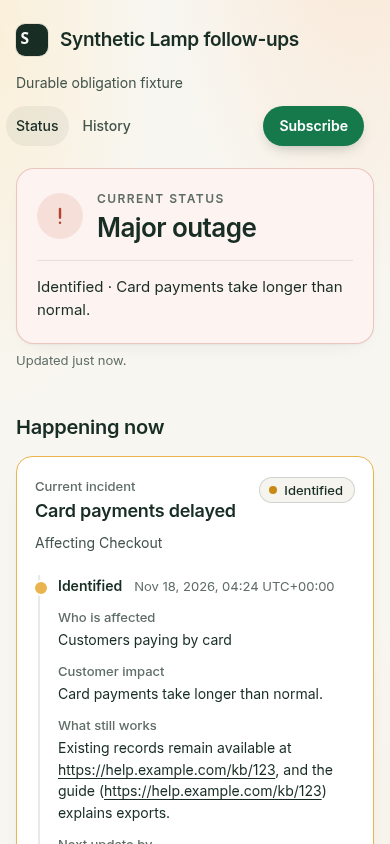 S
Synthetic Lamp follow-ups
Durable obligation fixture
Status
History
Subscribe
!
CURRENT STATUS
Major outage
Identified · Card payments take longer than
normal.
Updated just now.
Happening now
Current incident
Identified
Card payments delayed
Affecting Checkout
Identified Nov 18, 2026, 04:24 UTC+00:00
Who is affected
Customers paying by card
Customer impact
Card payments take longer than normal.
What still works
Existing records remain available at
https://help.example.com/kb/123, and the
guide (https://help.example.com/kb/123)
explains exports.
Next update by